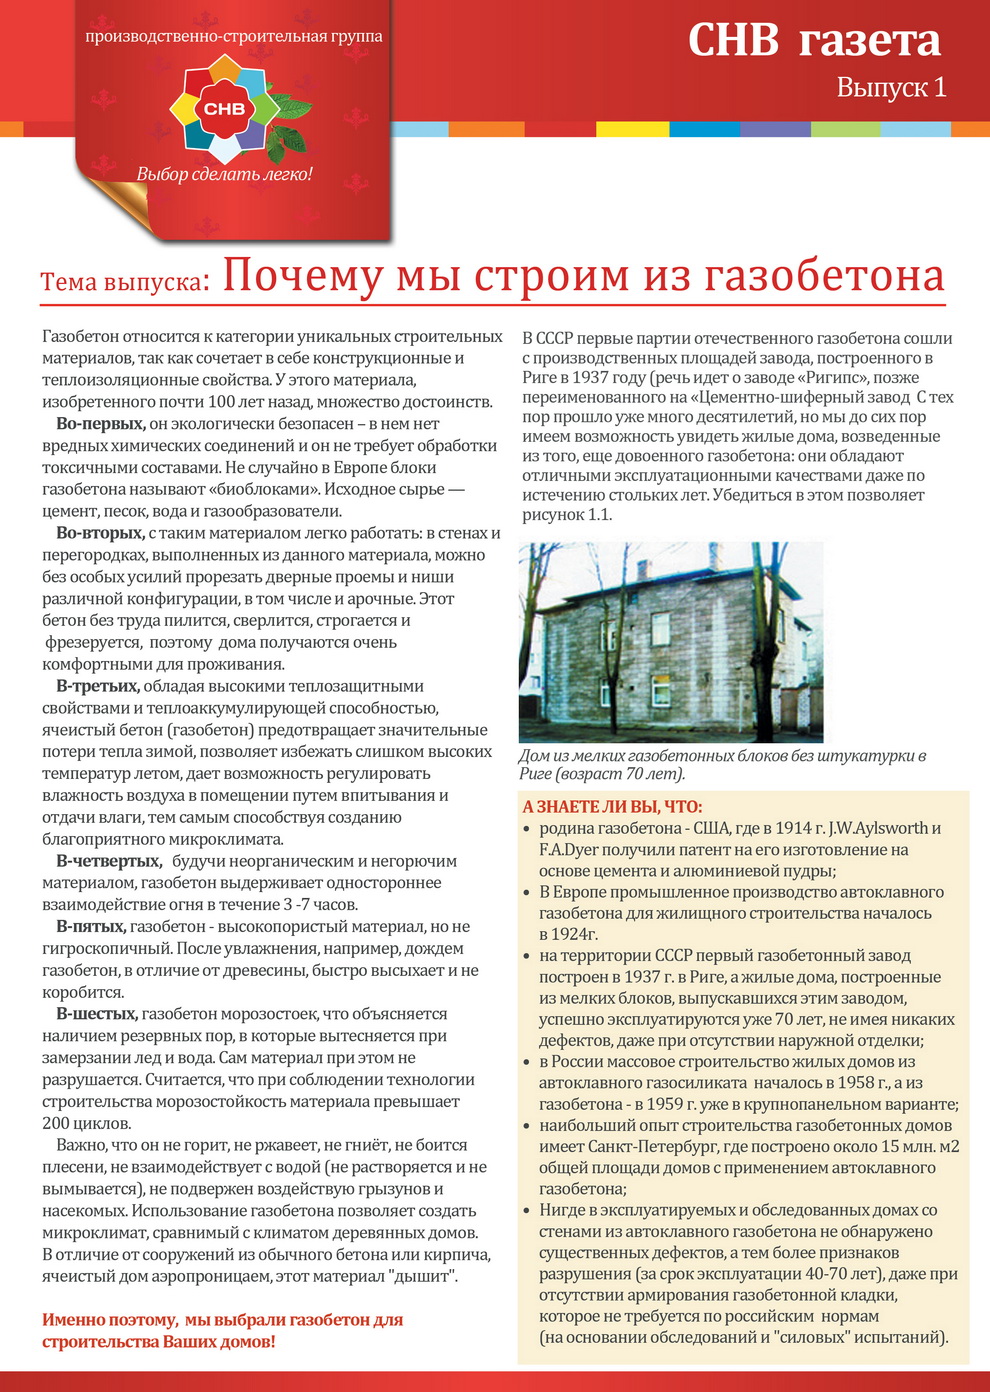 производственно-строительная группа
СНВ
Выбор сделать легко!
СНВ газета
Выпуск 1
Тема выпуска: Почему мы строим из газобетона
Газобетон относится к категории уникальных строительных
материалов, так как сочетает в себе конструкционные и
теплоизоляционные свойства. У этого материала,
изобретенного почти 100 лет назад, множество достоинств.
Во-первых, он экологически безопасен – в нем нет
вредных химических соединений и он не требует обработки
токсичными составами. Не случайно в Европе блоки
газобетона называют «биоблоками». Исходное сырье —
цемент, песок, вода и газообразователи.
Во-вторых, с таким материалом легко работать: в стенах и
перегородках, выполненных из данного материала, можно
без особых усилий прорезать дверные проемы и ниши
различной конфигурации, в том числе и арочные. Этот
бетон без труда пилится, сверлится, строгается и
фрезеруется, поэтому дома получаются очень
комфортными для проживания.
В-третьих, обладая высокими теплозащитными
свойствами и теплоаккумулирующей способностью,
ячеистый бетон (газобетон) предотвращает значительные
потери тепла зимой, позволяет избежать слишком высоких
температур летом, дает возможность регулировать
влажность воздуха в помещении путем впитывания и
отдачи влаги, тем самым способствуя созданию
благоприятного микроклимата.
В-четвертых, будучи неорганическим и негорючим
материалом, газобетон выдерживает одностороннее
взаимодействие огня в течение 3 -7 часов.
В-пятых, газобетон - высокопористый материал, но не
гигроскопичный. После увлажнения, например, дождем
газобетон, в отличие от древесины, быстро высыхает и не
коробится.
В-шестых, газобетон морозостоек, что объясняется
наличием резервных пор, в которые вытесняется при
замерзании лед и вода. Сам материал при этом не
разрушается. Считается, что при соблюдении технологии
строительства морозостойкость материала превышает
200 циклов.
Важно, что он не горит, не ржавеет, не гниёт, не боится
плесени, не взаимодействует с водой (не растворяется и не
вымывается), не подвержен воздействию грызунов и
насекомых. Использование газобетона позволяет создать
микроклимат, сравнимый с климатом деревянных домов.
В отличие от сооружений из обычного бетона или кирпича,
ячеистый дом аэропроницаем, этот материал "дышит".
Именно поэтому, мы выбрали газобетон для
строительства Ваших домов!
В СССР первые партии отечественного газобетона сошли
с производственных площадей завода, построенного в
Риге в 1937 году (речь идет о заводе «Ригипс», позже
переименованного на «Цементно-шиферный завод С тех
пор прошло уже много десятилетий, но мы до сих пор
имеем возможность увидеть жилые дома, возведенные
из того, еще довоенного газобетона: они обладают
отличными эксплуатационными качествами даже по
истечению стольких лет. Убедиться в этом позволяет
рисунок 1.1.
Дом из мелких газобетонных блоков без штукатурки в
Риге (возраст 70 лет).
А ЗНАЕТЕ ЛИ ВЫ, ЧТО:
• родина газобетона - США, где в 1914 г. J.W.Aylsworth и
F.A.Dyer получили патент на его изготовление на
основе цемента и алюминиевой пудры;
• В Европе промышленное производство автоклавного
газобетона для жилищного строительства началось
в 1924г.
• на территории СССР первый газобетонный завод
построен в 1937 г. в Риге, а жилые дома, построенные
из мелких блоков, выпускавшихся этим заводом,
успешно эксплуатируются уже 70 лет, не имея никаких
дефектов, даже при отсутствии наружной отделки;
• в России массовое строительство жилых домов из
автоклавного газосиликата началось в 1958 г., а из
газобетона - в 1959 г. уже в крупнопанельном варианте;
• наибольший опыт строительства газобетонных домов
имеет Санкт-Петербург, где построено около 15 млн. м2
общей площади домов с применением автоклавного
газобетона;
• Нигде в эксплуатируемых и обследованных домах со
стенами из автоклавного газобетона не обнаружено
существенных дефектов, а тем более признаков
разрушения (за срок эксплуатации 40-70 лет), даже при
отсутствии армирования газобетонной кладки,
которое не требуется по российским нормам
(на основании обследований и "силовых" испытаний).